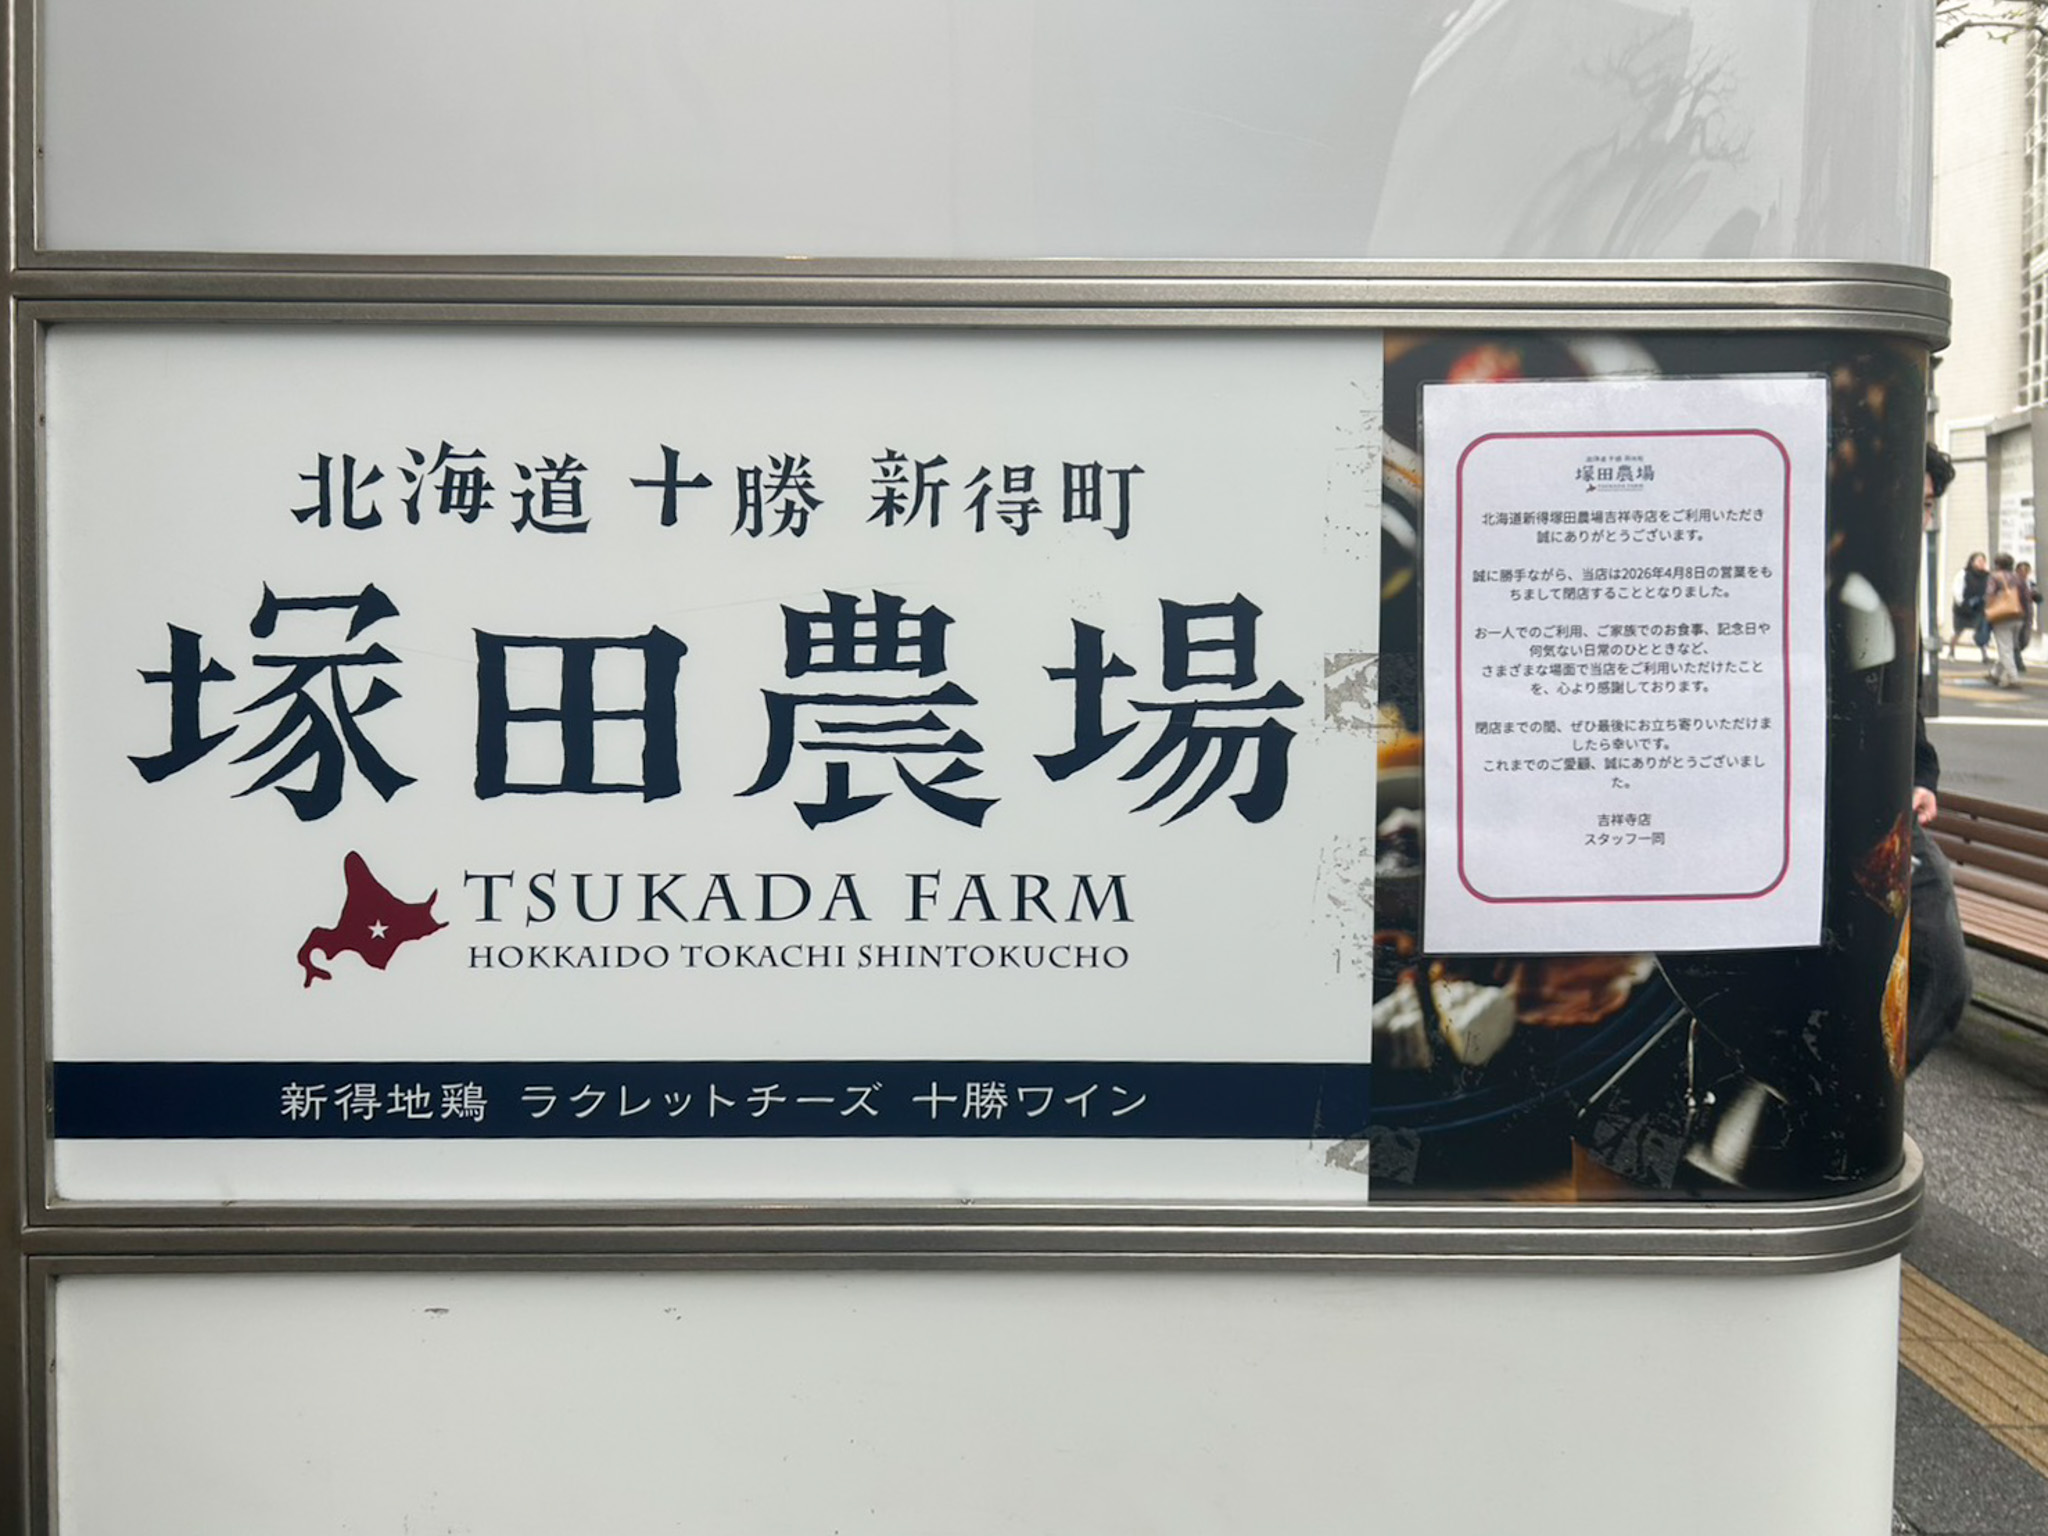 北海道 十勝 新得町
塚田農場
TSUKADA FARM
HOKKAIDO TOKACHI SHINTOKUCHO
新得地鶏 ラクレットチーズ 十勝ワイン
塚田農場
TSUKADA FARM
北海道新得塚田農場吉祥寺店をご利用いただき
誠にありがとうございます。
誠に勝手ながら、当店は2026年4月8日の営業をも
ちまして閉店することとなりました。
お一人でのご利用、ご家族でのお食事、記念日や
何気ない日常のひとときなど、
さまざまな場面で当店をご利用いただけたこと
を、心より感謝しております。
閉店までの間、ぜひ最後にお立ち寄りいただけま
したら幸いです。
これまでのご愛顧、誠にありがとうございまし
た。
吉祥寺店
スタッフ一同